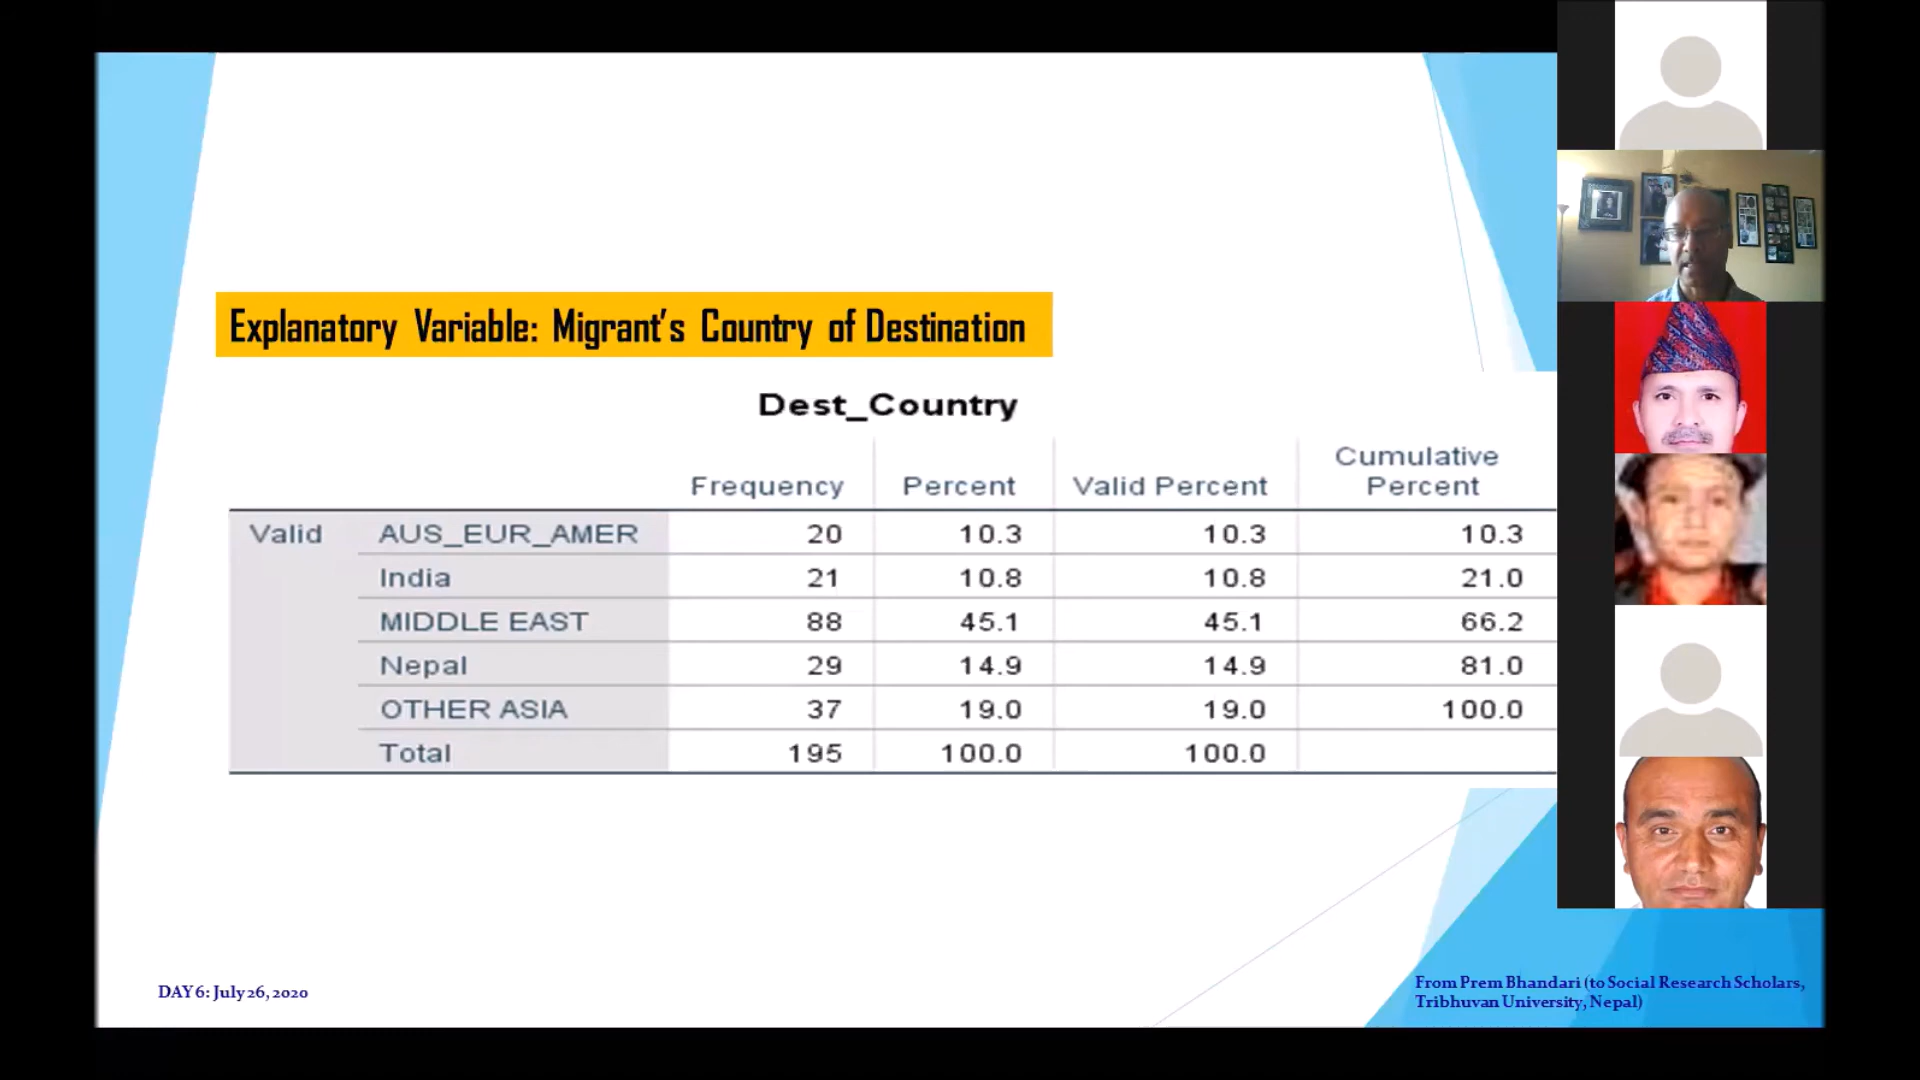 Explanatory Variable: Migrant's Country of Destination
Dest_Country
Frequency Percent Valid Percent Cumulative Percent
Valid AUS_EUR_AMER 20 10.3 10.3 10.3
India 21 10.8 10.8 21.0
MIDDLE EAST 88 45.1 45.1 66.2
Nepal 29 14.9 14.9 81.0
OTHER ASIA 37 19.0 19.0 100.0
Total 195 100.0 100.0
DAY 6: July 26, 2020
From Prem Bhandari (to Social Research Scholars,
Tribhuvan University, Nepal)